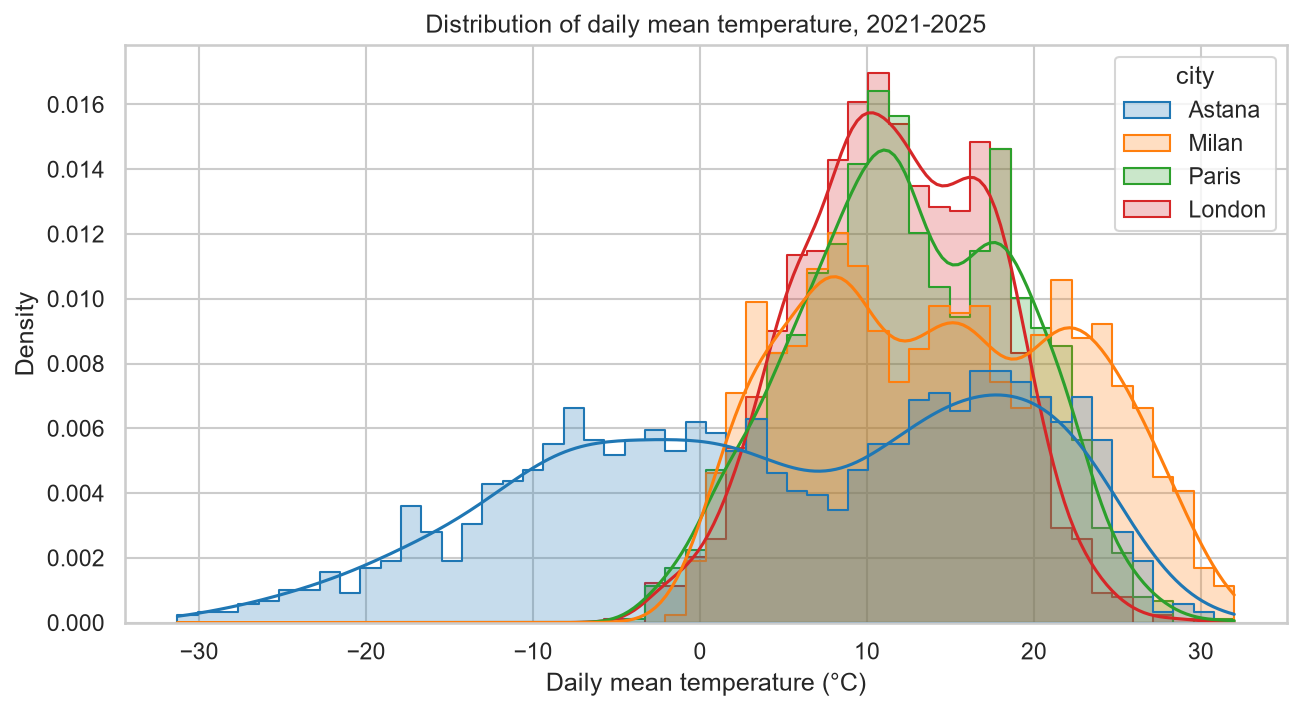 Distribution of daily mean temperature, 2021-2025
city
Astana
Milan
Paris
London
Density
0.016
0.014
0.012
0.010
0.008
0.006
0.004
0.002
0.000
−30 −20 −10 0 10 20 30
Daily mean temperature (°C)